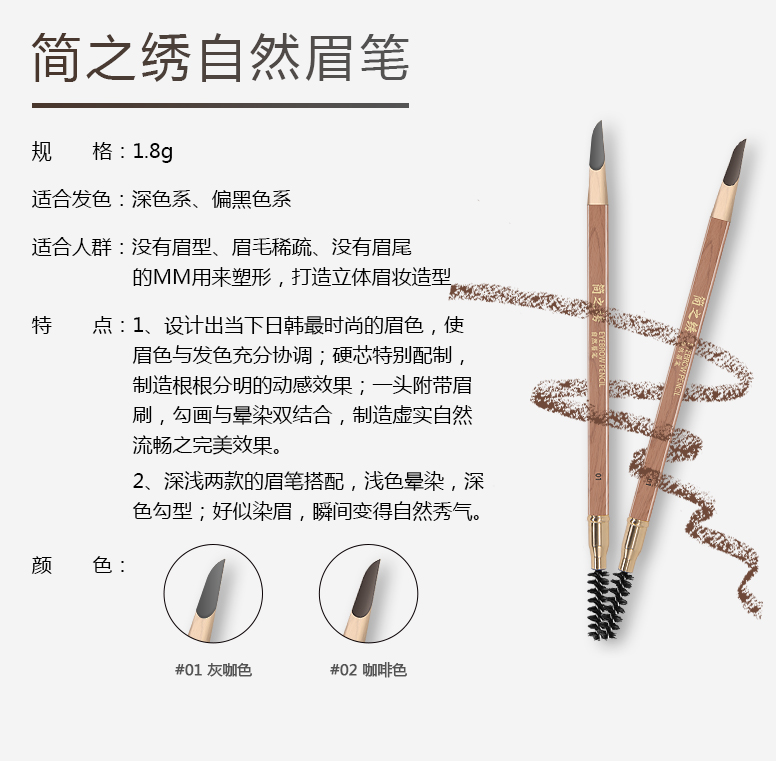 简之绣自然眉笔
规 格：1.8g
适合发色：深色系、偏黑色系
适合人群：没有眉型、眉毛稀疏、没有眉尾
的MM用来塑形，打造立体眉妆造型
特 点：1、设计出当下日韩最时尚的眉色，使
眉色与发色充分协调；硬芯特别配制，
制造根根分明的动感效果；一头附带眉
刷，勾画与晕染双结合，制造虚实自然
流畅之完美效果。
2、深浅两款的眉笔搭配，浅色晕染，深
色勾型；好似染眉，瞬间变得自然秀气。
颜 色：
#01 灰咖色
#02 咖啡色
简之绣
EYEBROW PENCIL
01
简之绣
EYEBROW PENCIL